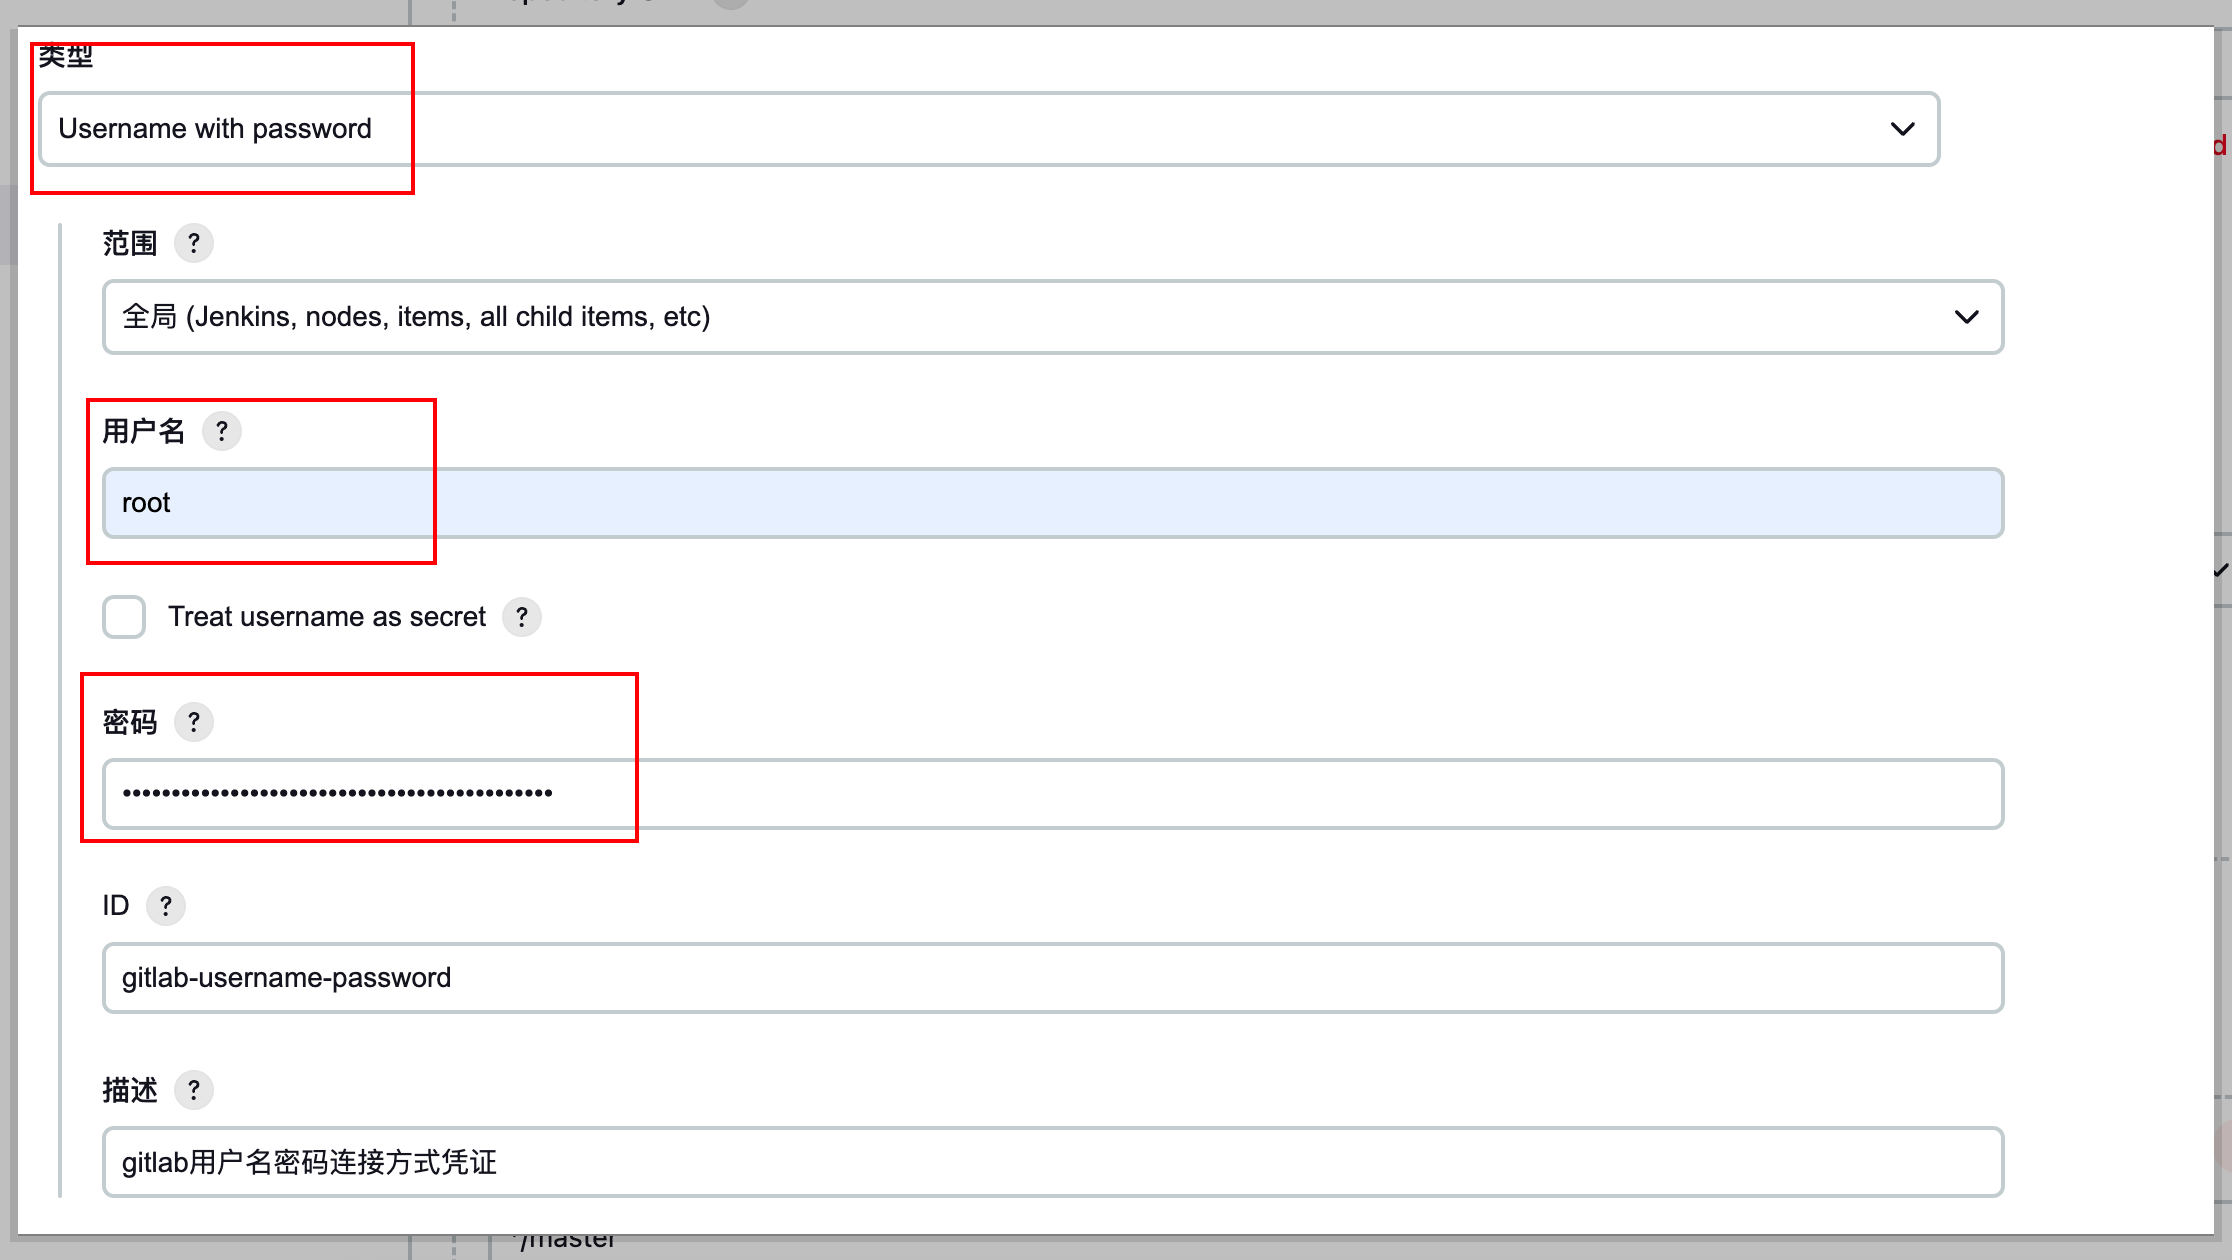 类型
Username with password
范围 ?
全局 (Jenkins, nodes, items, all child items, etc)
用户名 ?
root
Treat username as secret ?
密码 ?
••••••••••••••••••••••••••••••••••••••••••••
ID ?
gitlab-username-password
描述 ?
gitlab用户名密码连接方式凭证
/master